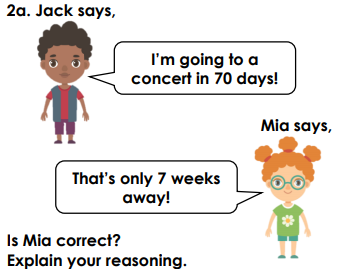 2a. Jack says,
I'm going to a
concert in 70 days!
Mia says,
That's only 7 weeks
away!
Is Mia correct?
Explain your reasoning.